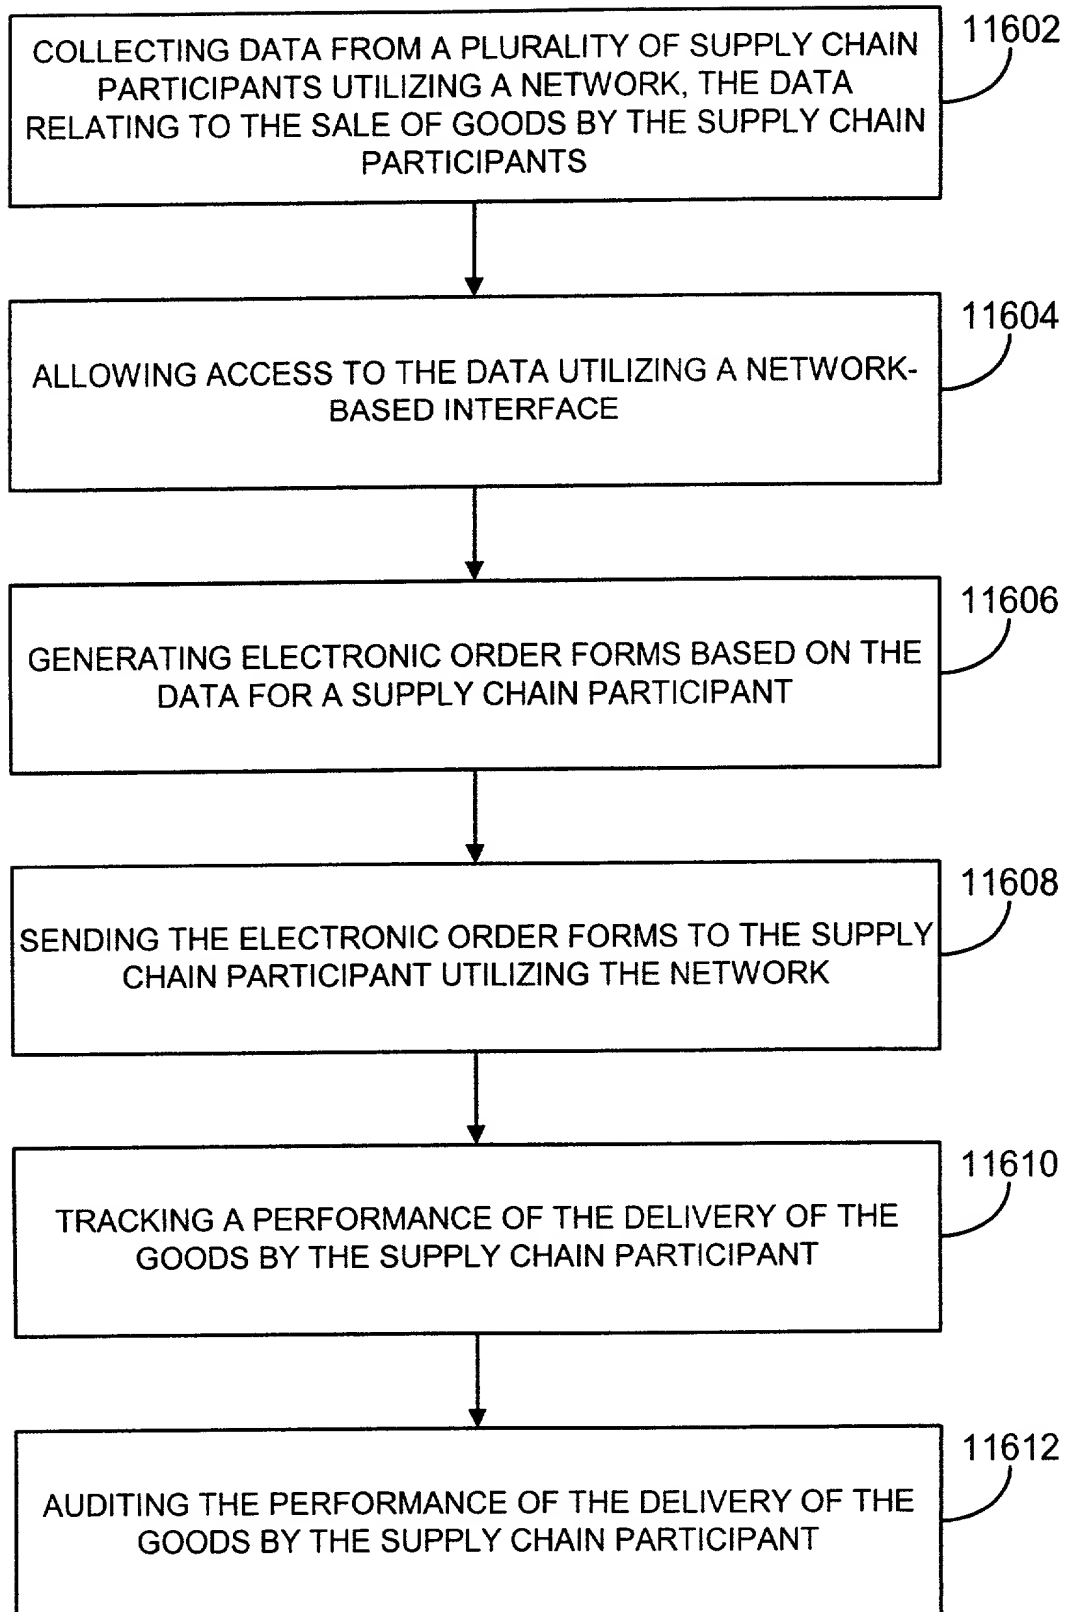 11602
COLLECTING DATA FROM A PLURALITY OF SUPPLY CHAIN
PARTICIPANTS UTILIZING A NETWORK, THE DATA
RELATING TO THE SALE OF GOODS BY THE SUPPLY CHAIN
PARTICIPANTS
11604
ALLOWING ACCESS TO THE DATA UTILIZING A NETWORK-
BASED INTERFACE
11606
GENERATING ELECTRONIC ORDER FORMS BASED ON THE
DATA FOR A SUPPLY CHAIN PARTICIPANT
11608
SENDING THE ELECTRONIC ORDER FORMS TO THE SUPPLY
CHAIN PARTICIPANT UTILIZING THE NETWORK
11610
TRACKING A PERFORMANCE OF THE DELIVERY OF THE
GOODS BY THE SUPPLY CHAIN PARTICIPANT
11612
AUDITING THE PERFORMANCE OF THE DELIVERY OF THE
GOODS BY THE SUPPLY CHAIN PARTICIPANT